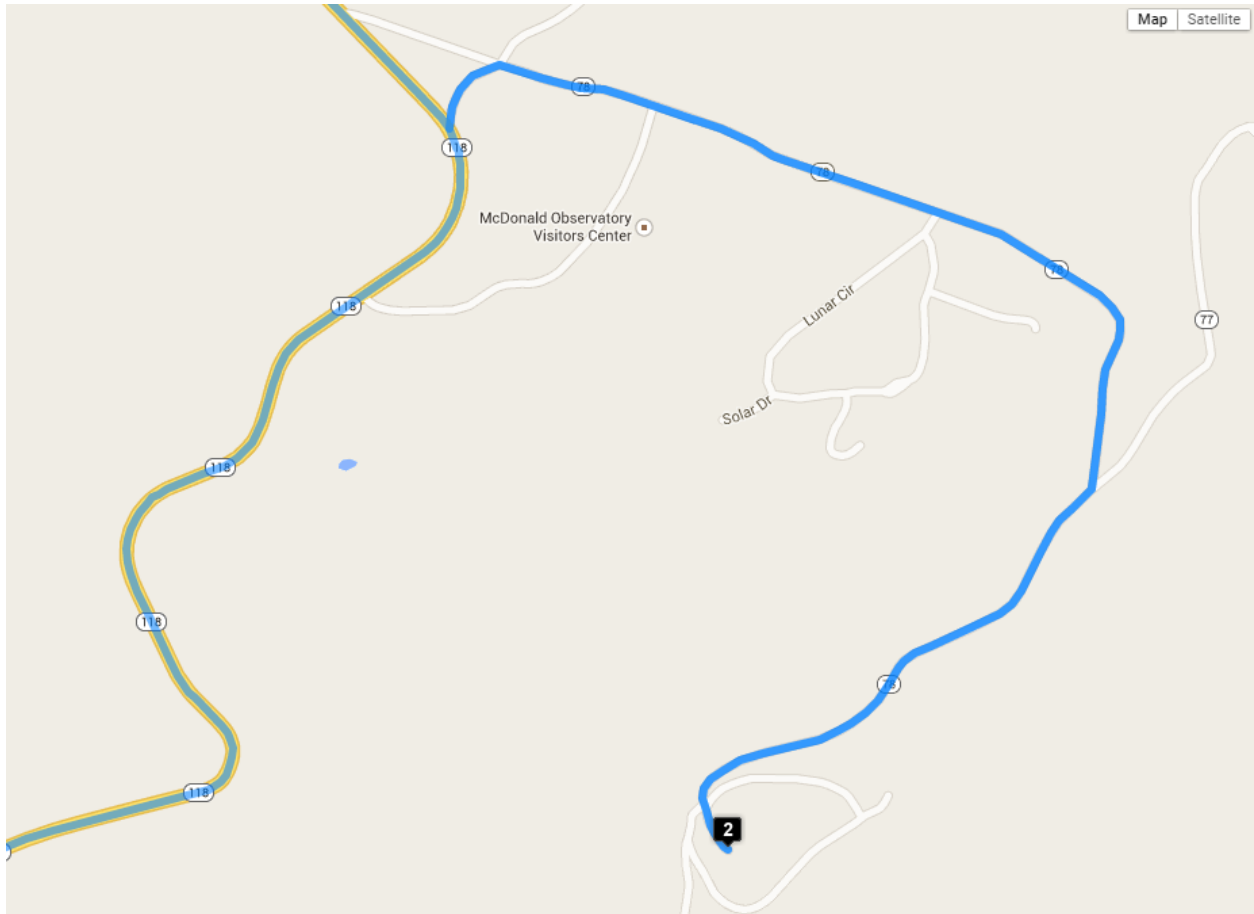 Map
Satellite
78
118
78
McDonald Observatory
Visitors Center
78
Lunar Cir
118
77
Solar Dr
118
118
78
118
2